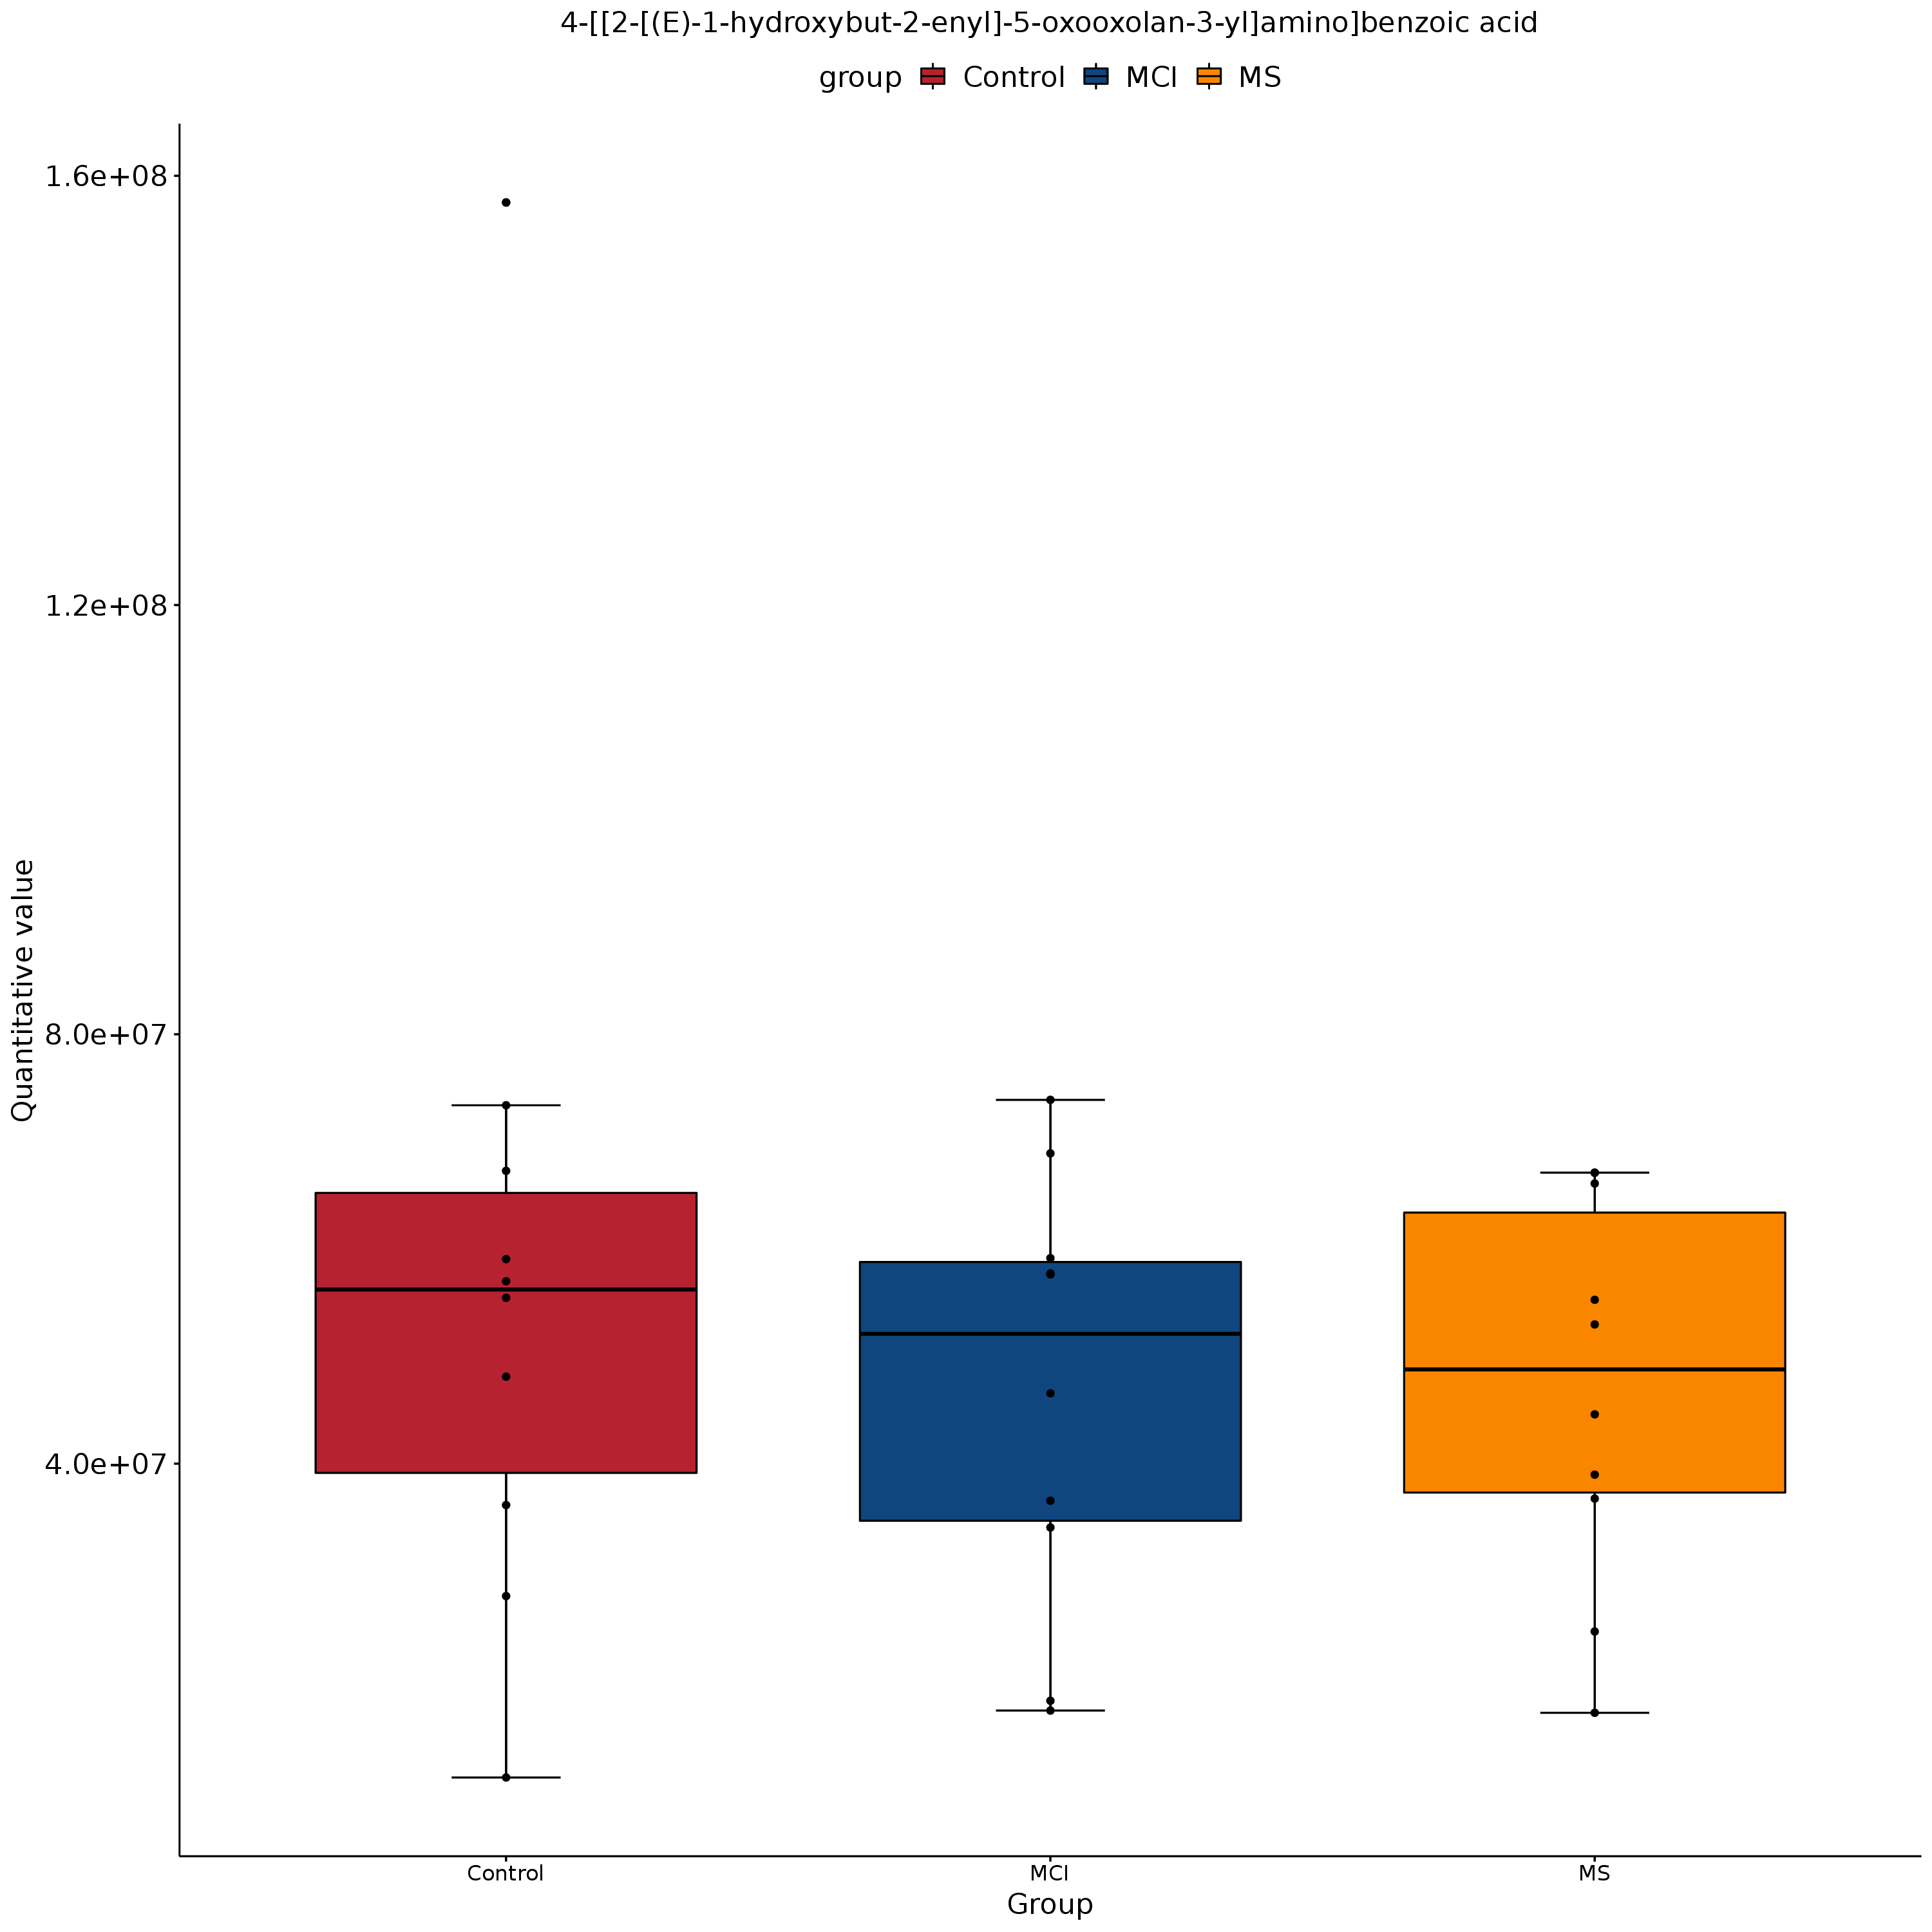 4-[[2-[(E)-1-hydroxybut-2-enyl]-5-oxooxolan-3-yl]amino]benzoic acid
group Control MCI MS
1.6e+08
1.2e+08
8.0e+07
4.0e+07
Quantitative value
Control MCI MS
Group